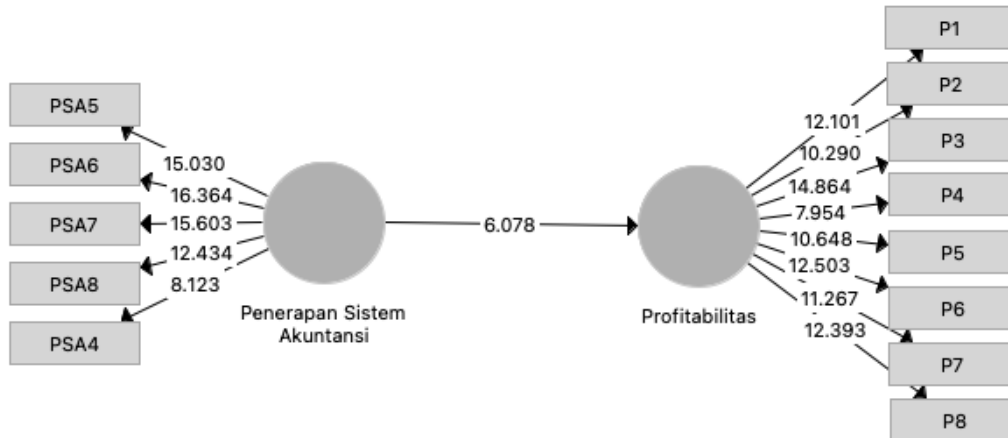 PSA5
PSA6
PSA7
PSA8
PSA4
15.030
16.364
15.603
12.434
8.123
Penerapan Sistem
Akuntansi
6.078
Profitabilitas
12.101
10.290
14.864
7.954
10.648
12.503
11.267
12.393
P1
P2
P3
P4
P5
P6
P7
P8